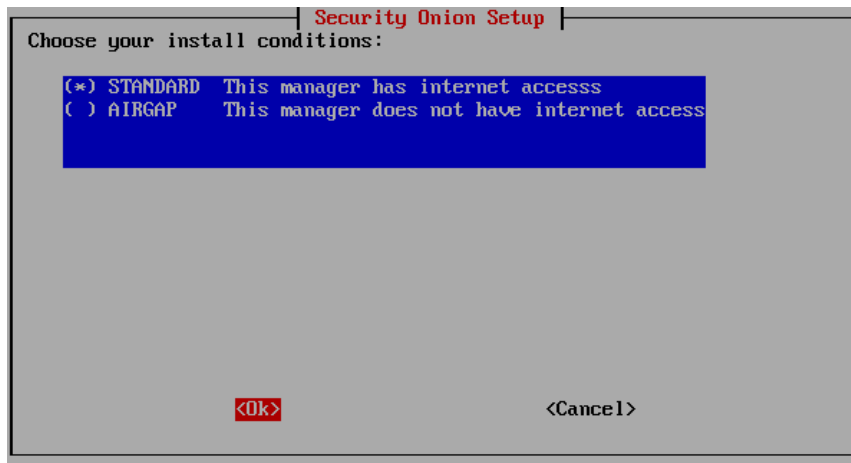 Security Onion Setup
Choose your install conditions:
(*) STANDARD This manager has internet accesss
( ) AIRGAP This manager does not have internet access
<Ok> <Cancel>